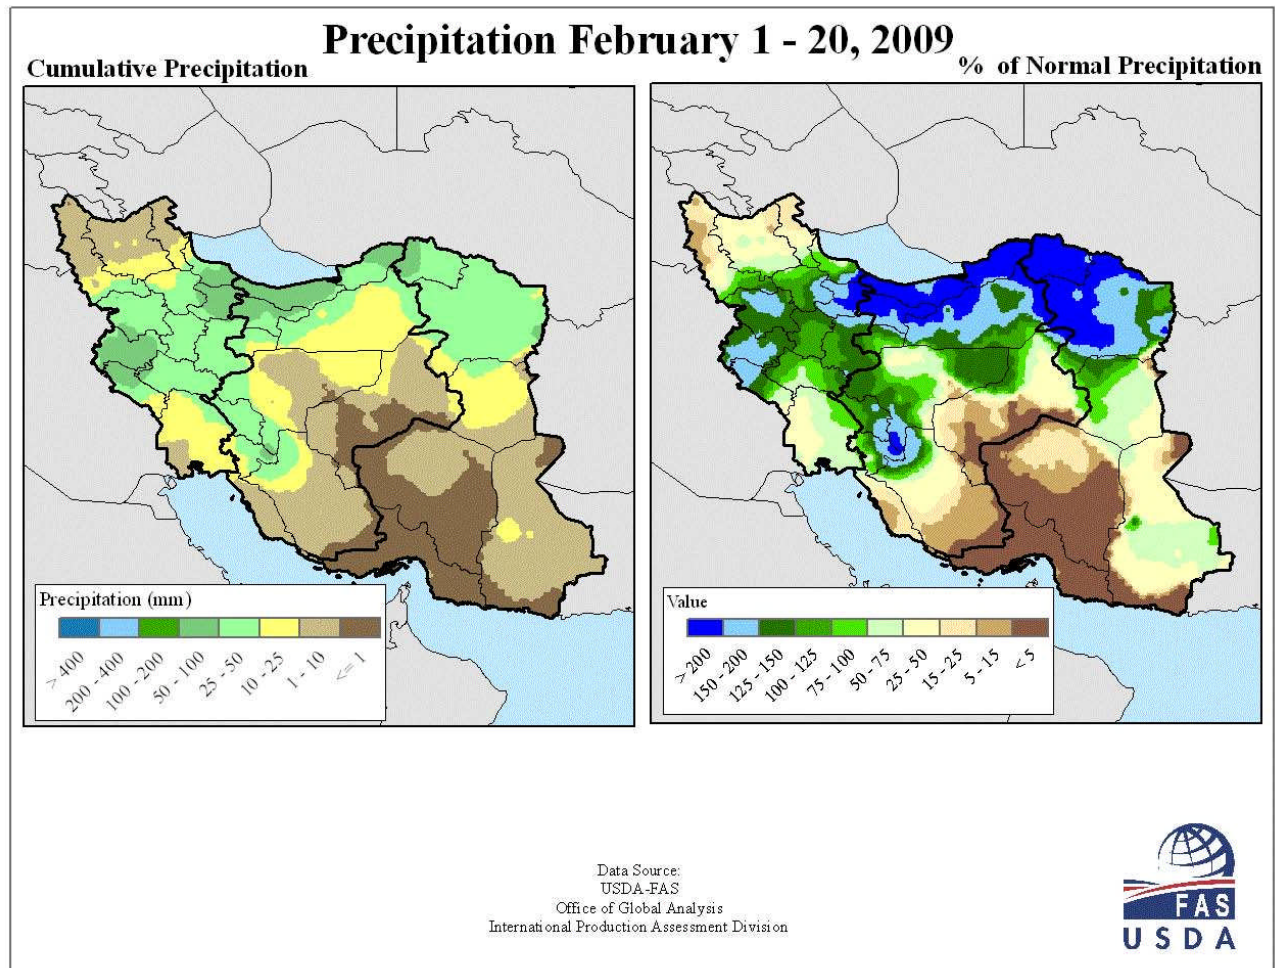 Precipitation February 1 - 20, 2009
Cumulative Precipitation
% of Normal Precipitation
Precipitation (mm)
> 400
200 - 400
100 - 200
50 - 100
25 - 50
10 - 25
1 - 10
<= 1
Value
> 200
150 - 200
125 - 150
100 - 125
75 - 100
50 - 75
25 - 50
15 - 25
5 - 15
< 5
Data Source:
USDA-FAS
Office of Global Analysis
International Production Assessment Division
FAS
USDA